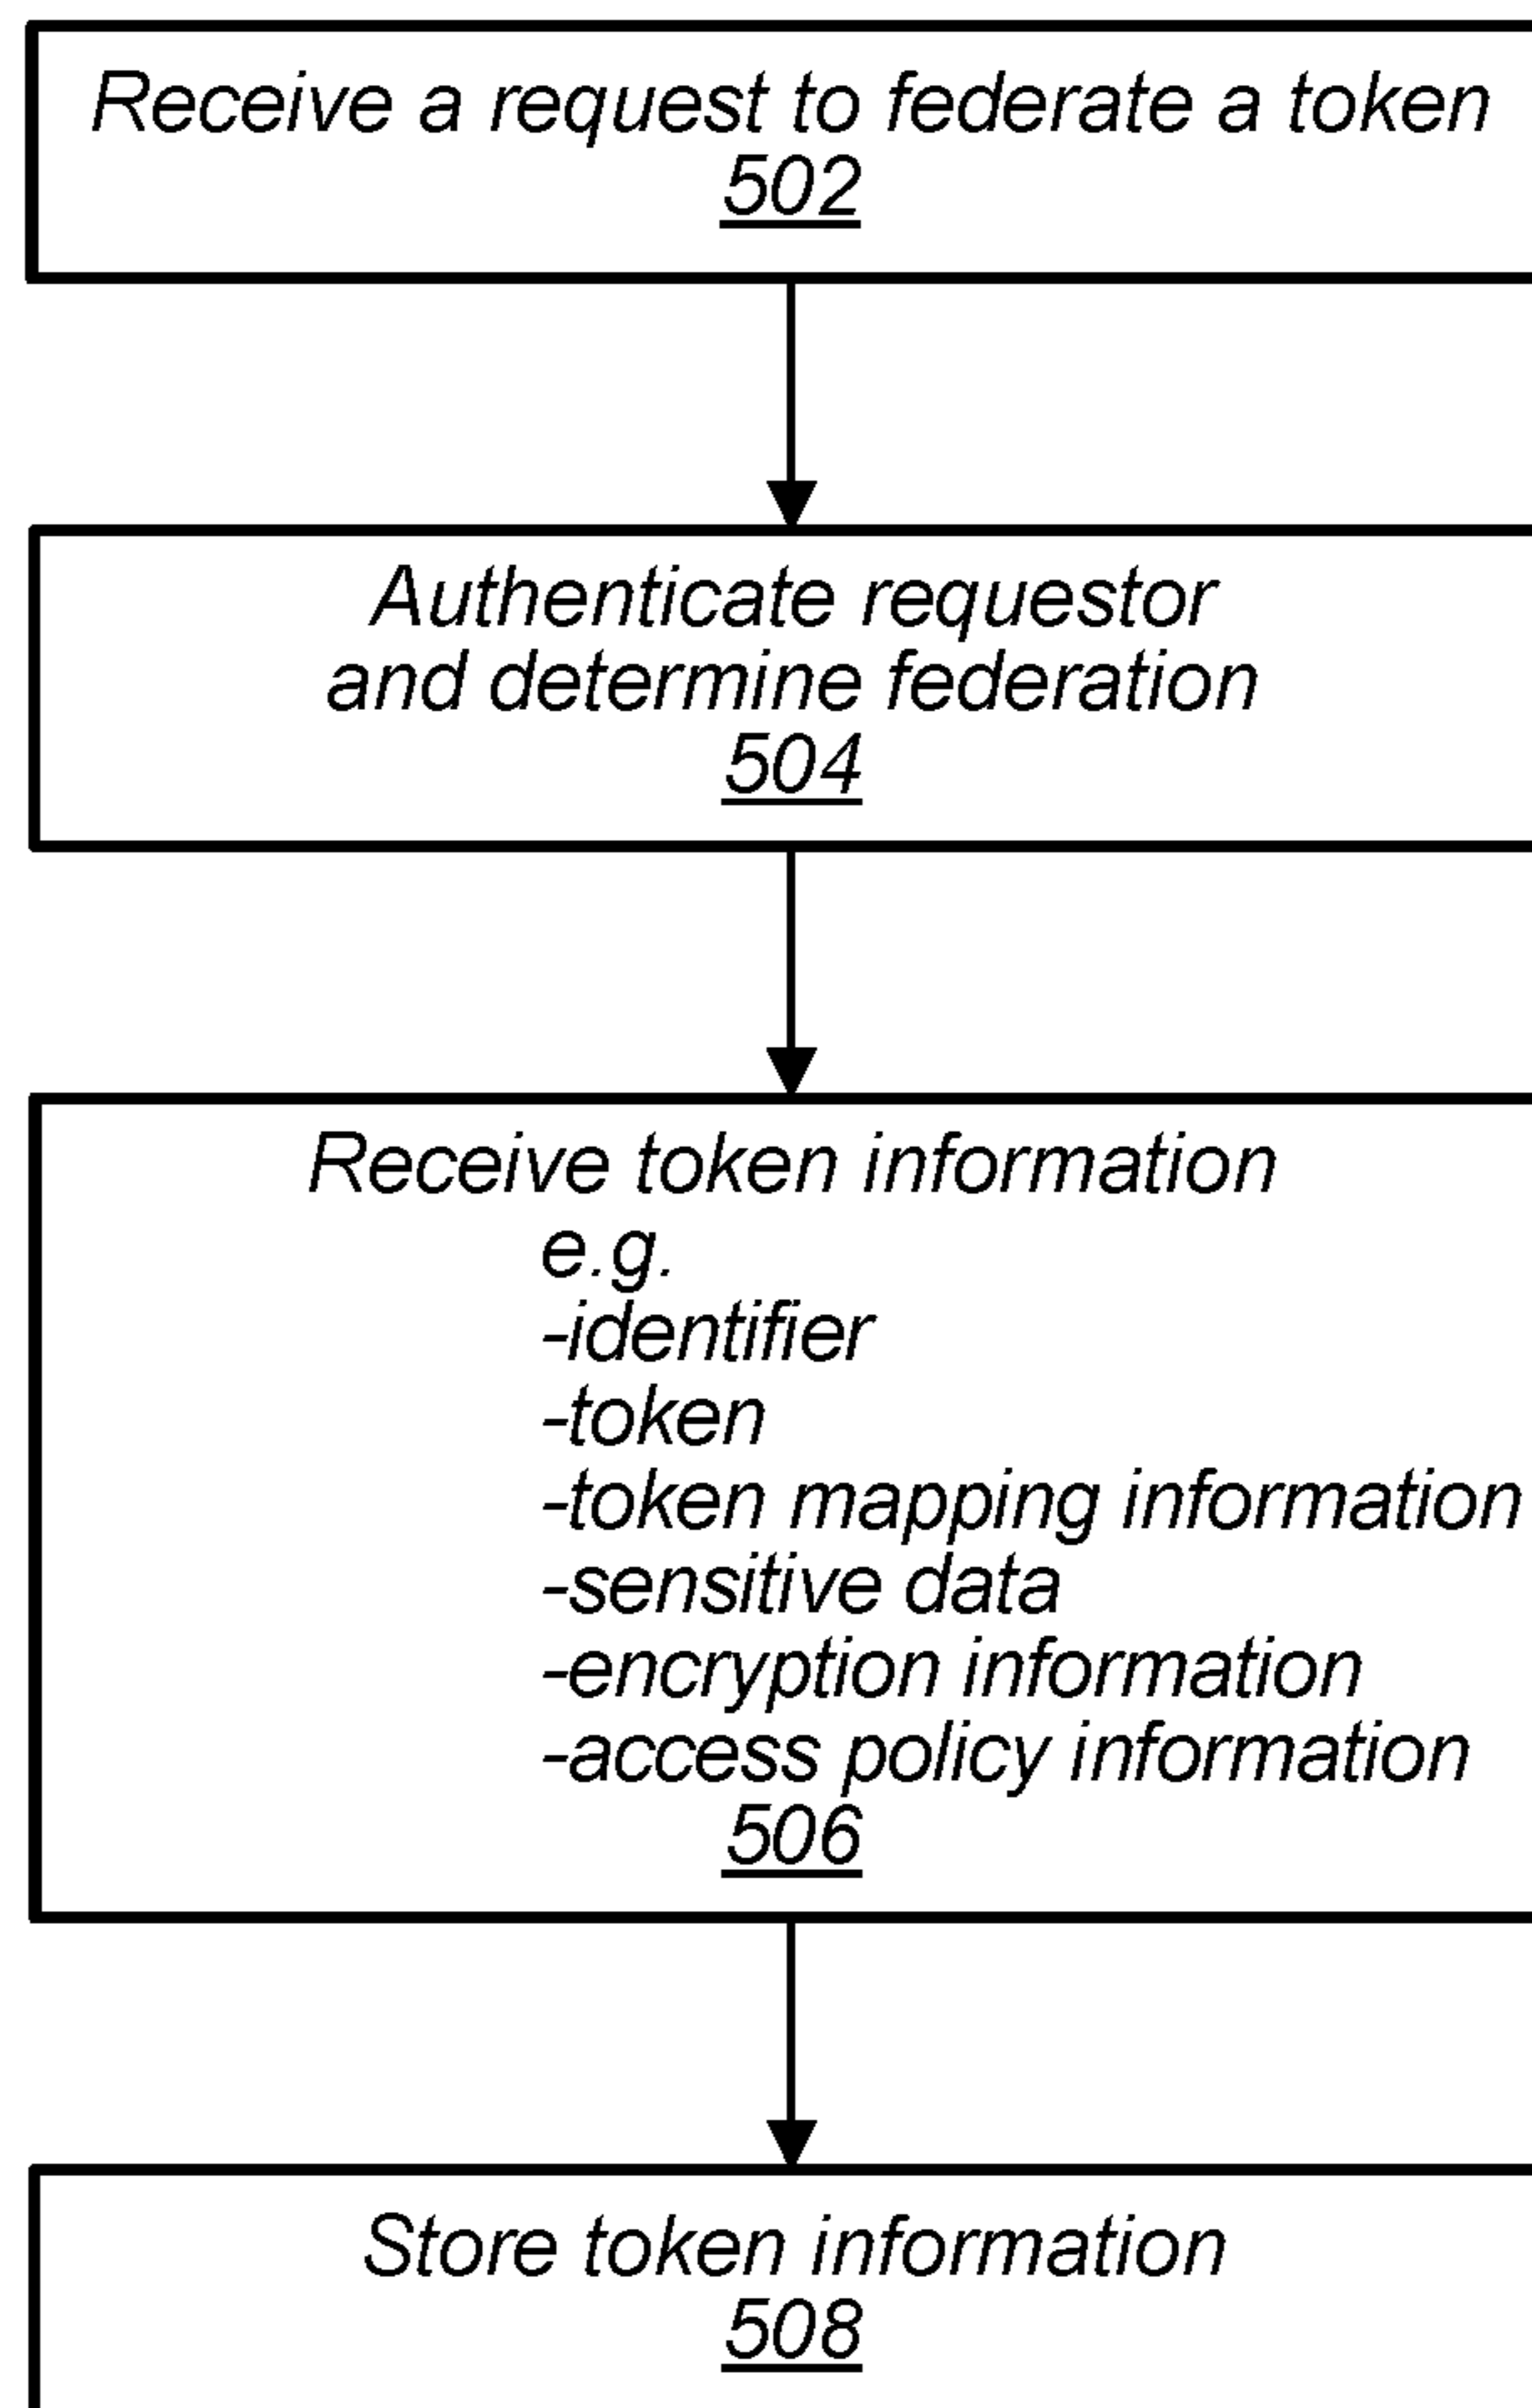 Receive a request to federate a token
502
Authenticate requestor
and determine federation
504
Receive token information
e.g.
-identifier
-token
-token mapping information
-sensitive data
-encryption information
-access policy information
506
Store token information
508